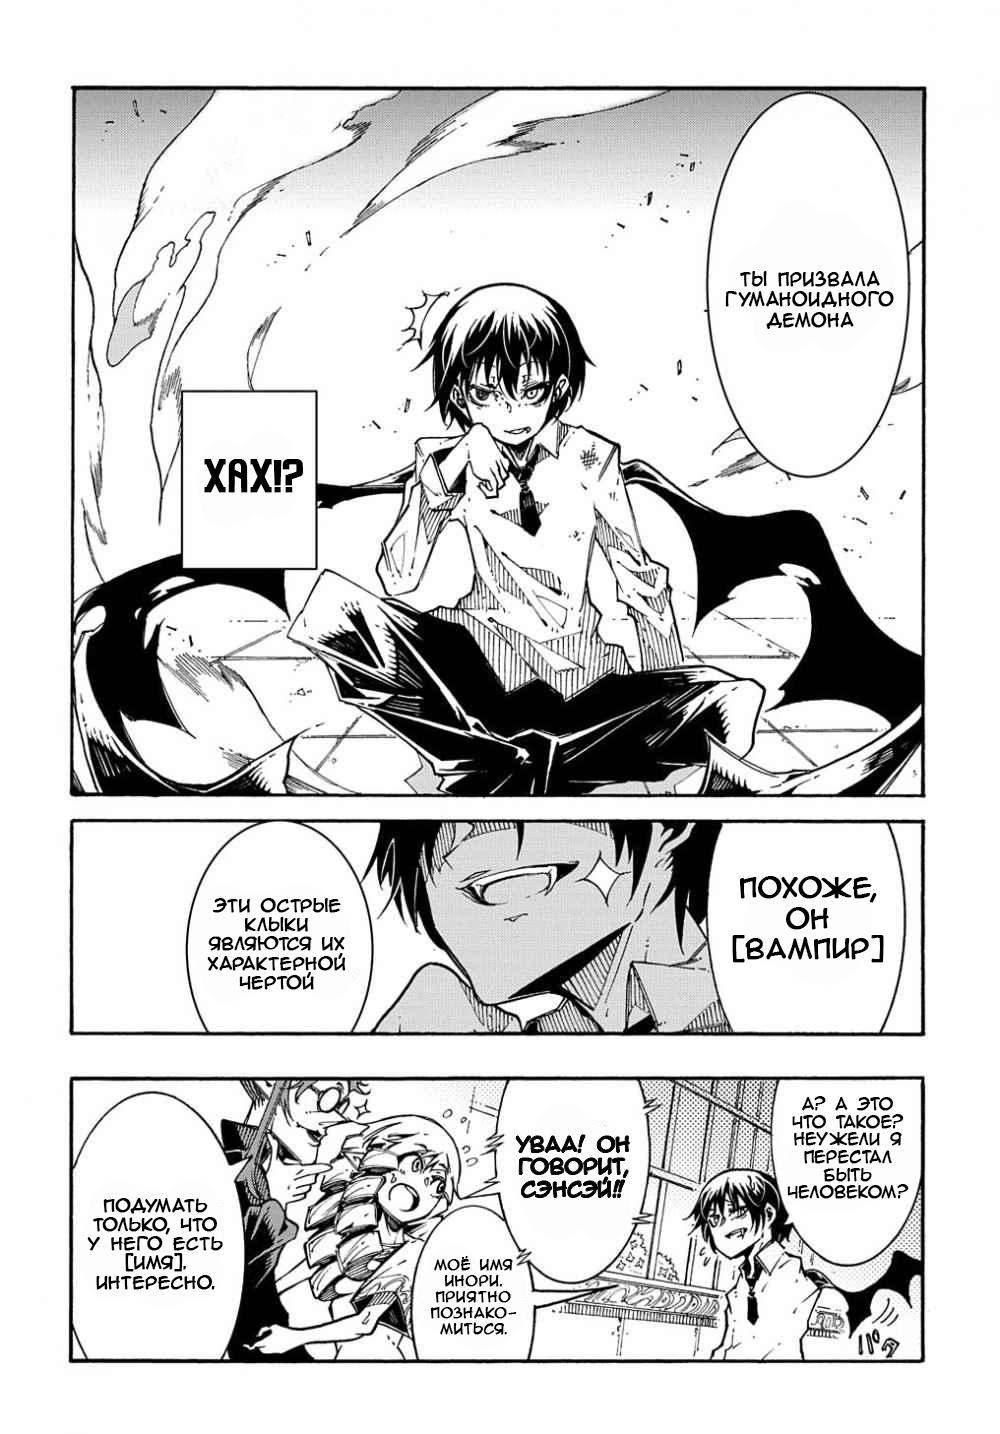 ТЫ ПРИЗВАЛА
ГУМАНОИДНОГО
ДЕМОНА
ХАХ!?
ПОХОЖЕ,
ОН
[ВАМПИР]
ЭТИ ОСТРЫЕ
КЛЫКИ
ЯВЛЯЮТСЯ ИХ
ХАРАКТЕРНОЙ
ЧЕРТОЙ
А? А ЭТО
ЧТО ТАКОЕ?
НЕУЖЕЛИ Я
ПЕРЕСТАЛ
БЫТЬ
ЧЕЛОВЕКОМ?
УВАА! ОН
ГОВОРИТ,
СЭНСЭЙ!!
МОЁ ИМЯ
ИНОРИ.
ПРИЯТНО
ПОЗНАКО-
МИТЬСЯ.
ПОДУМАТЬ
ТОЛЬКО, ЧТО
У НЕГО ЕСТЬ
[ИМЯ].
ИНТЕРЕСНО.